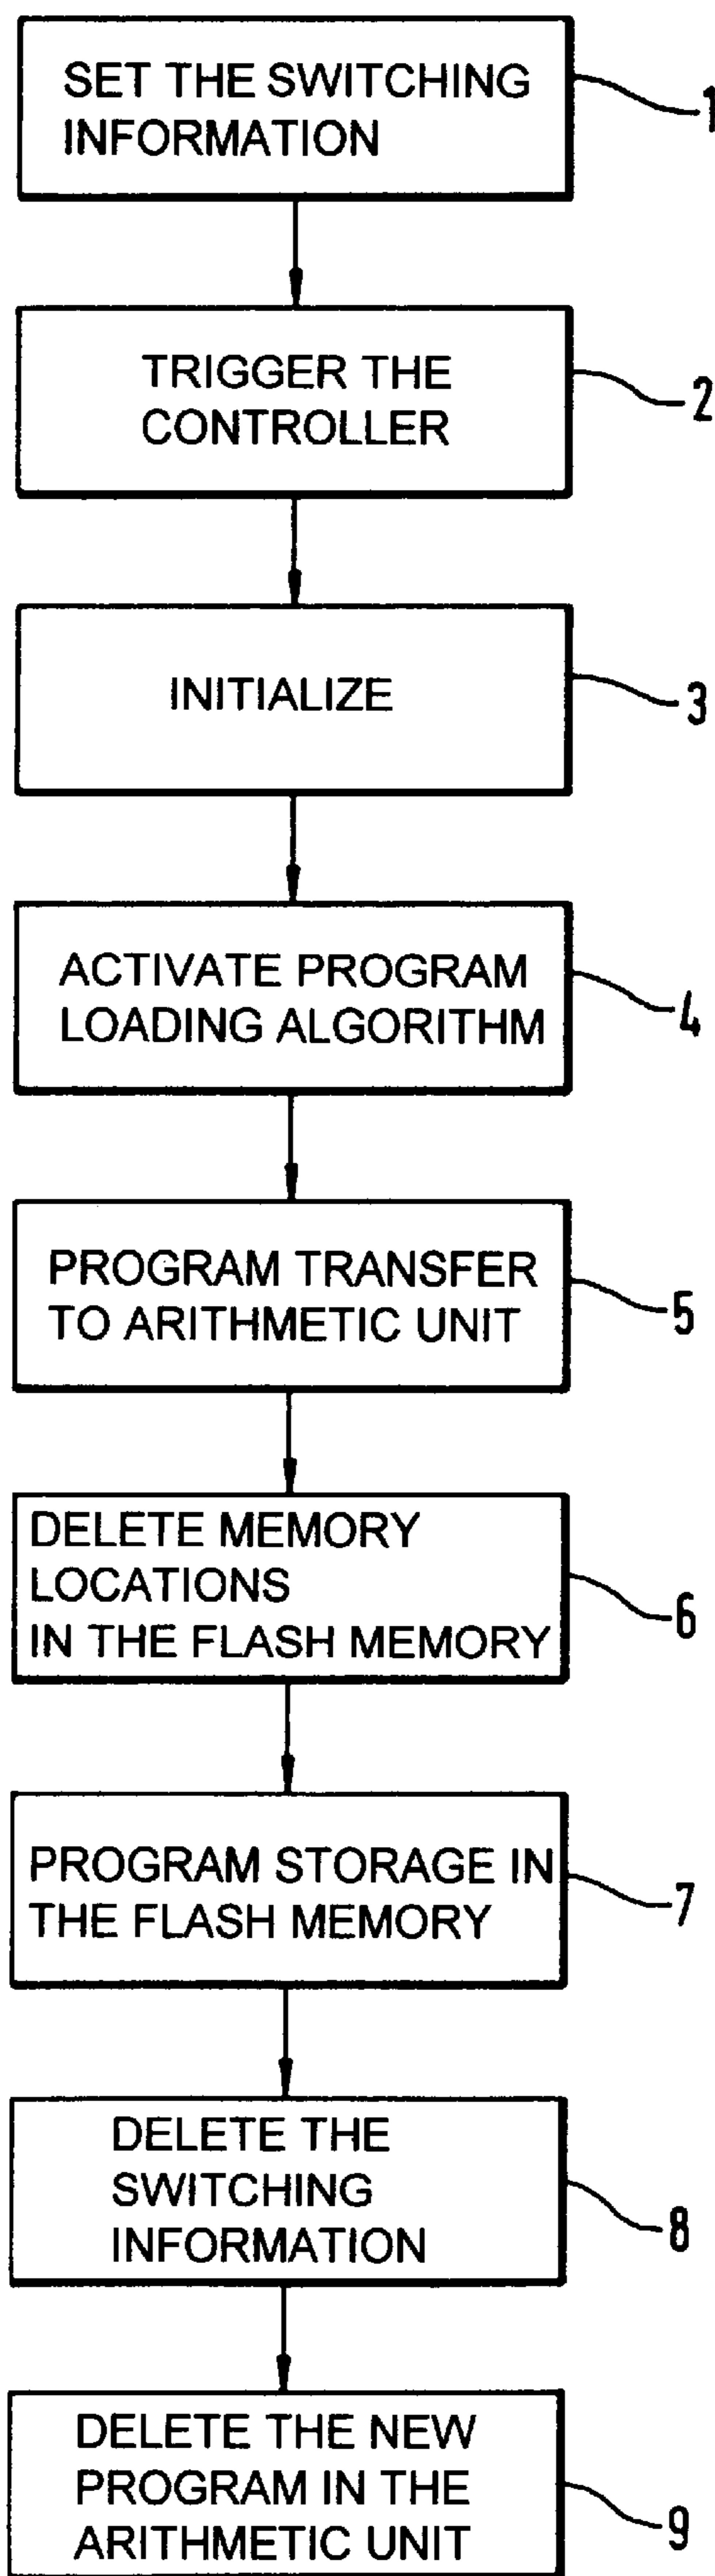 SET THE SWITCHING
INFORMATION
1
TRIGGER THE
CONTROLLER
2
INITIALIZE
3
ACTIVATE PROGRAM
LOADING ALGORITHM
4
PROGRAM TRANSFER
TO ARITHMETIC UNIT
5
DELETE MEMORY
LOCATIONS
IN THE FLASH MEMORY
6
PROGRAM STORAGE IN
THE FLASH MEMORY
7
DELETE THE
SWITCHING
INFORMATION
8
DELETE THE NEW
PROGRAM IN THE
ARITHMETIC UNIT
9